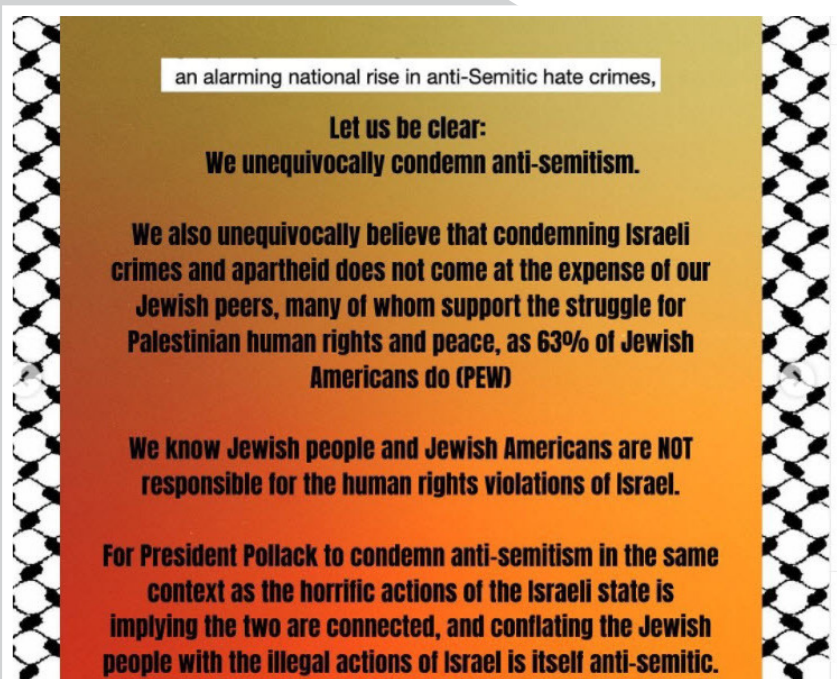 an alarming national rise in anti-Semitic hate crimes,
Let us be clear:
We unequivocally condemn anti-semitism.
We also unequivocally believe that condemning Israeli
crimes and apartheid does not come at the expense of our
Jewish peers, many of whom support the struggle for
Palestinian human rights and peace, as 63% of Jewish
Americans do (PEW)
We know Jewish people and Jewish Americans are NOT
responsible for the human rights violations of Israel.
For President Pollack to condemn anti-semitism in the same
context as the horrific actions of the Israeli state is
implying the two are connected, and conflating the Jewish
people with the illegal actions of Israel is itself anti-semitic.